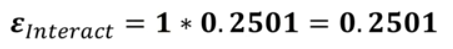 ε_Interact = 1 * 0.2501 = 0.2501